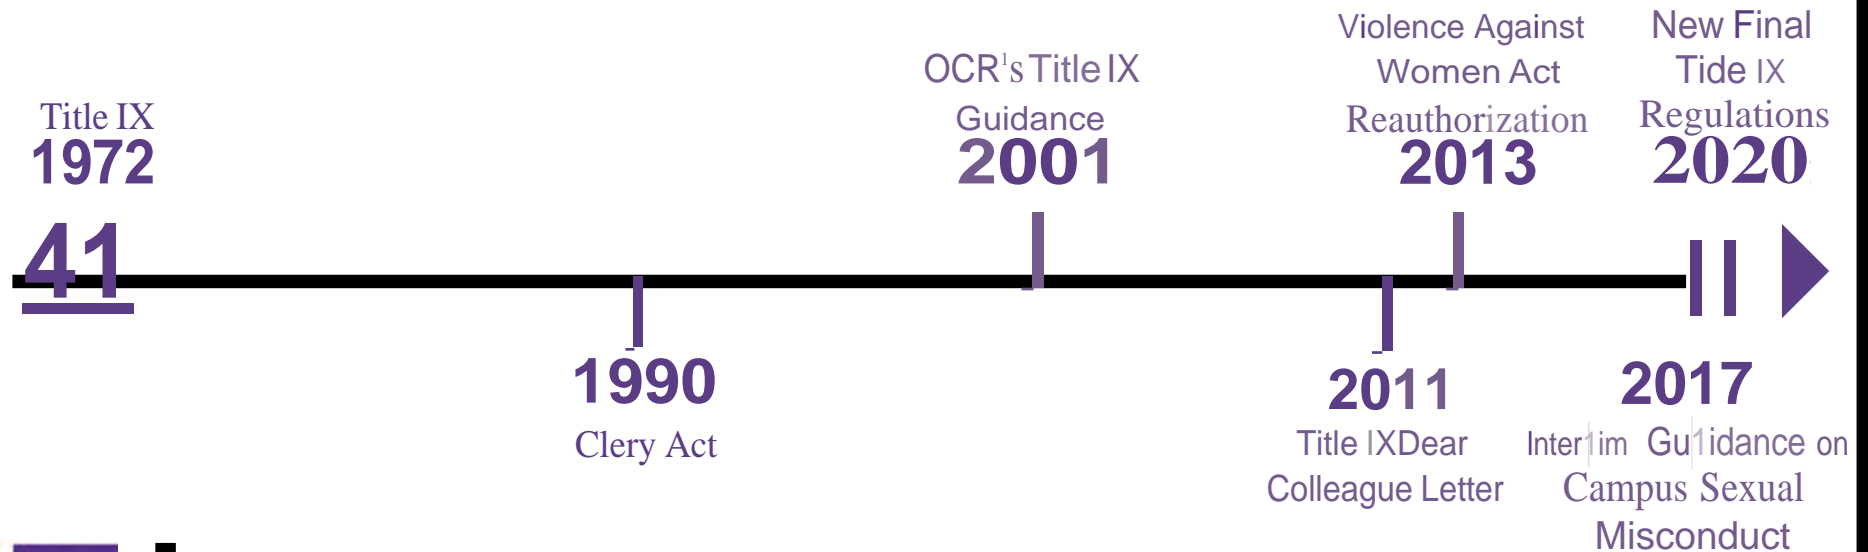 Title IX
1972
41
1990
Clery Act
OCR¹s Title IX
Guidance
2001
2011
Title IXDear
Colleague Letter
Violence Against
Women Act
Reauthorization
2013
2017
Inter1im Gu1idance on
Campus Sexual
Misconduct
New Final
Tide IX
Regulations
2020